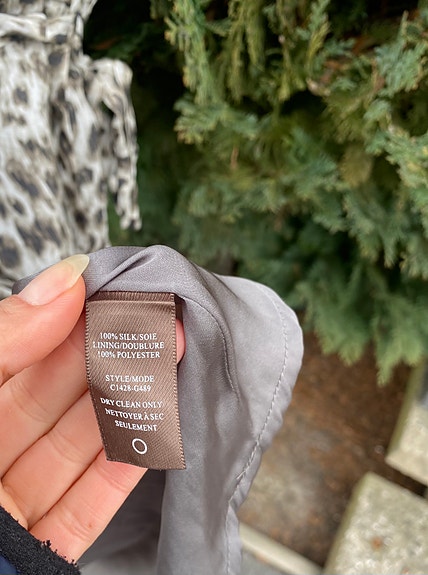 100% SILK/SOIE
LINING/DOUBLURE
100% POLYESTER
STYLE/MODE
C1428-G489
DRY CLEAN ONLY
NETTOYER À SEC
SEULEMENT